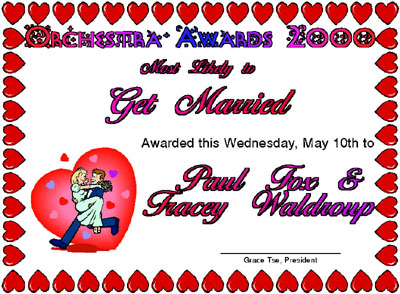 Orchestra Awards 2000
Most Likely to
Get Married
Awarded this Wednesday, May 10th to
Paul Fox &
Tracey Waldroup
Grace Tse, President